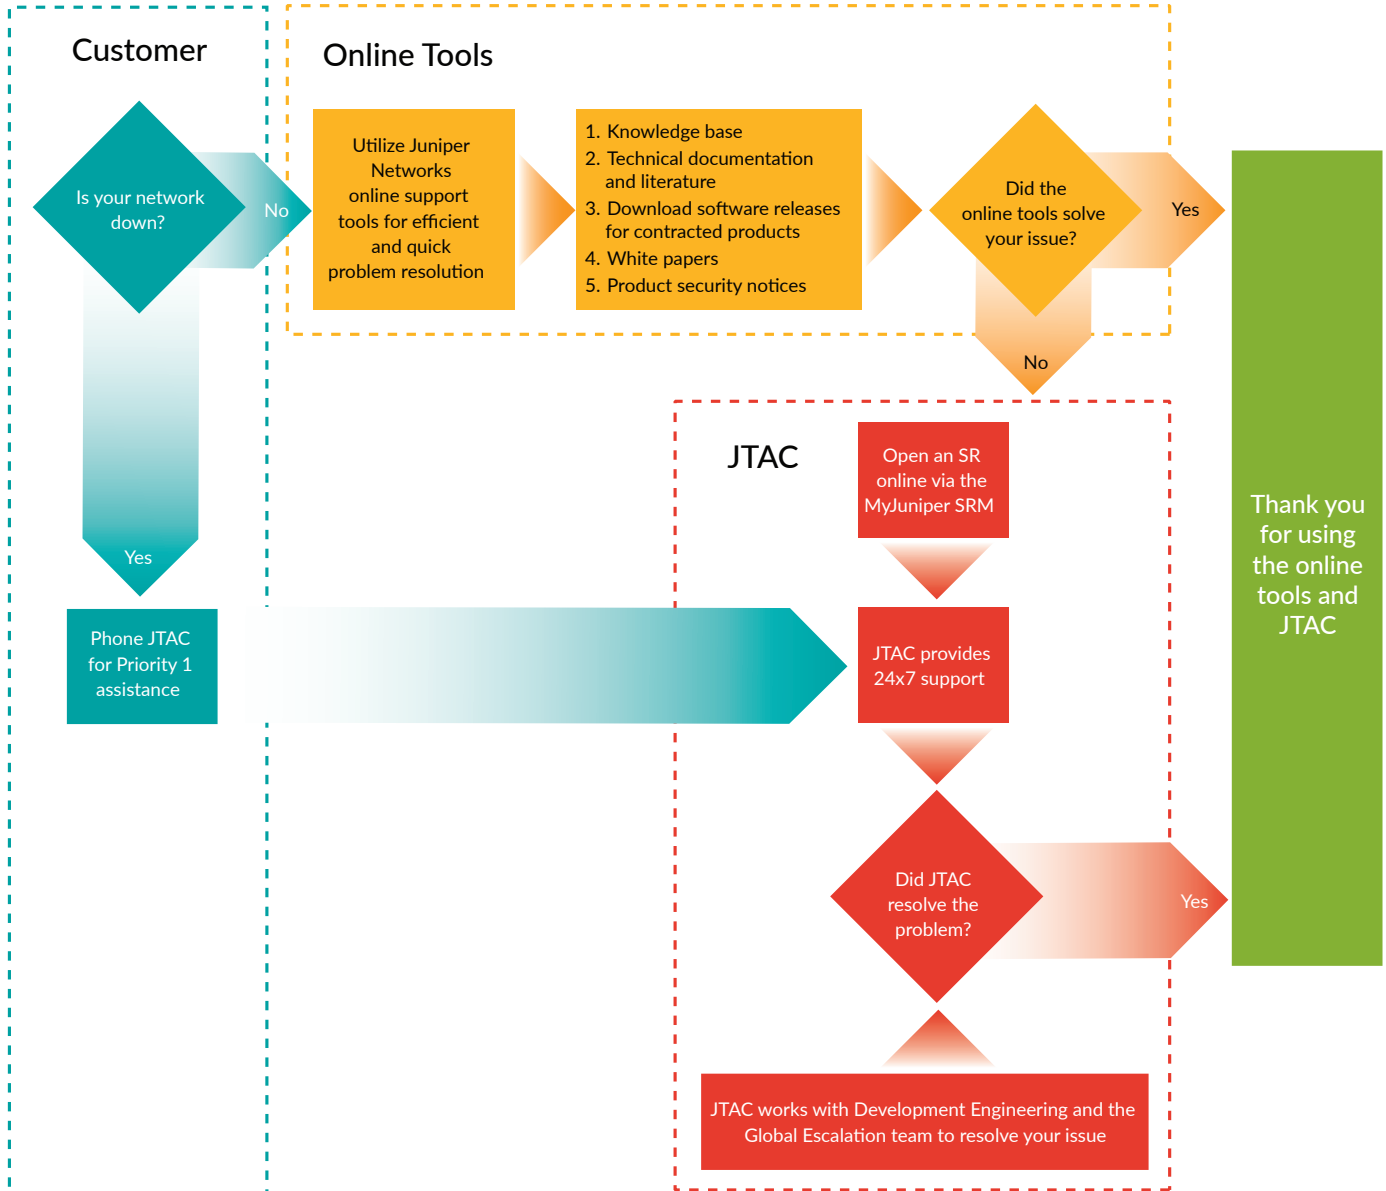 Customer
Is your network
down?
No
Yes
Phone JTAC
for Priority 1
assistance
Online Tools
Utilize Juniper
Networks
online support
tools for efficient
and quick
problem resolution
1. Knowledge base
2. Technical documentation
and literature
3. Download software releases
for contracted products
4. White papers
5. Product security notices
Did the
online tools solve
your issue?
Yes
No
JTAC
Open an SR
online via the
MyJuniper SRM
JTAC provides
24x7 support
Did JTAC
resolve the
problem?
Yes
JTAC works with Development Engineering and the
Global Escalation team to resolve your issue
Thank you
for using
the online
tools and
JTAC